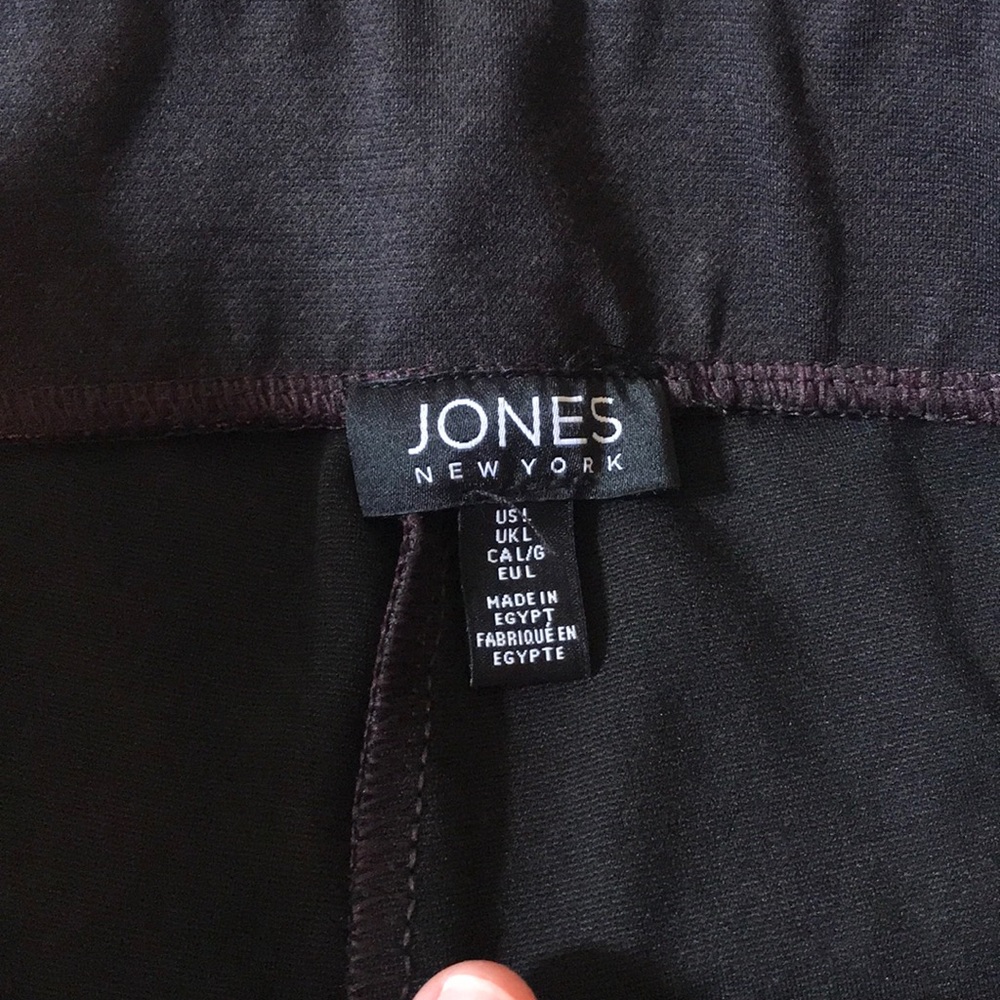 JONES
NEW YORK
US L
UK L
CA L/G
EU L
MADE IN
EGYPT
FABRIQUÉ EN
EGYPTE